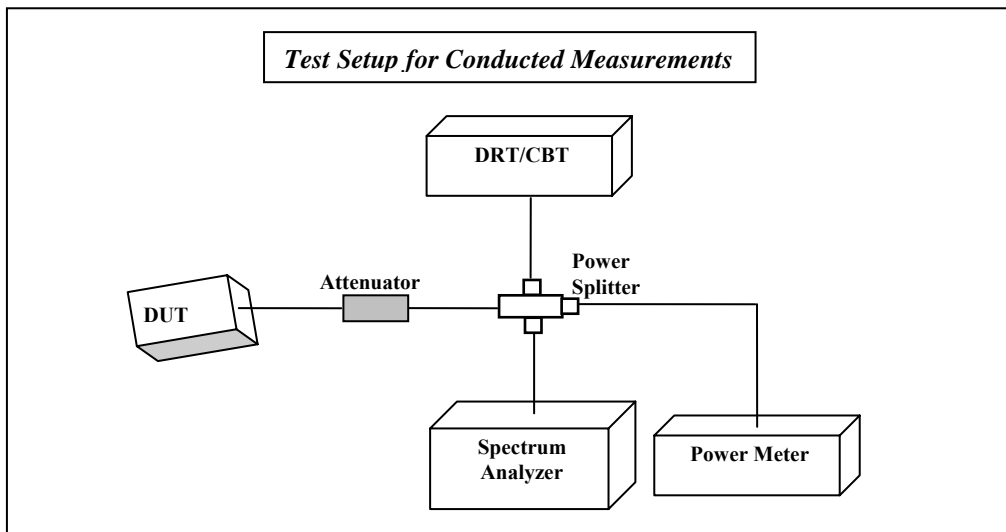 Test Setup for Conducted Measurements
DRT/CBT
Power
Splitter
Attenuator
DUT
Spectrum
Analyzer
Power Meter